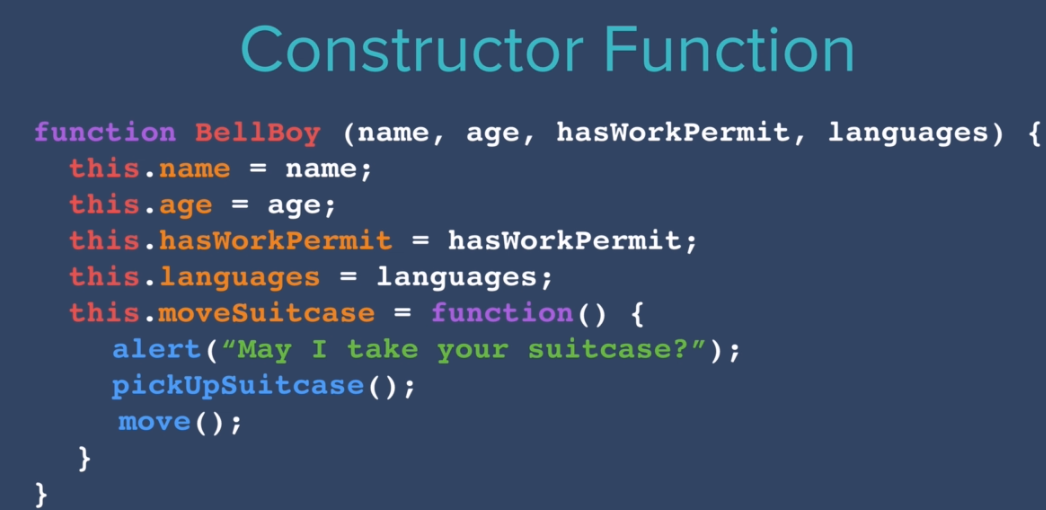 Constructor Function
function BellBoy (name, age, hasWorkPermit, languages) {
this.name = name;
this.age = age;
this.hasWorkPermit = hasWorkPermit;
this.languages = languages;
this.moveSuitcase = function() {
alert(“May I take your suitcase?”);
pickUpSuitcase();
move();
}
}